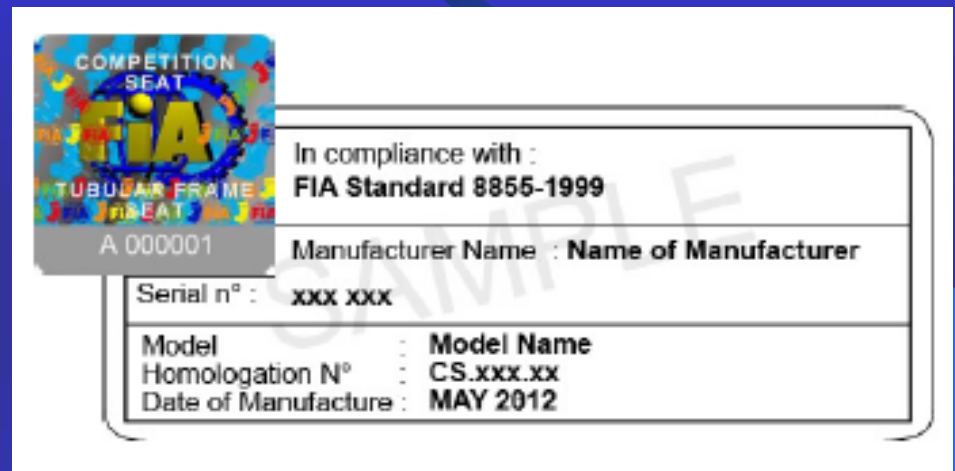 COMPETITION
SEAT
FIA
TUBULAR FRAME
SEAT
A 000001
In compliance with :
FIA Standard 8855-1999
Manufacturer Name : Name of Manufacturer
Serial n° : xxx xxx
Model : Model Name
Homologation N° : CS.xxx.xx
Date of Manufacture : MAY 2012
SAMPLE